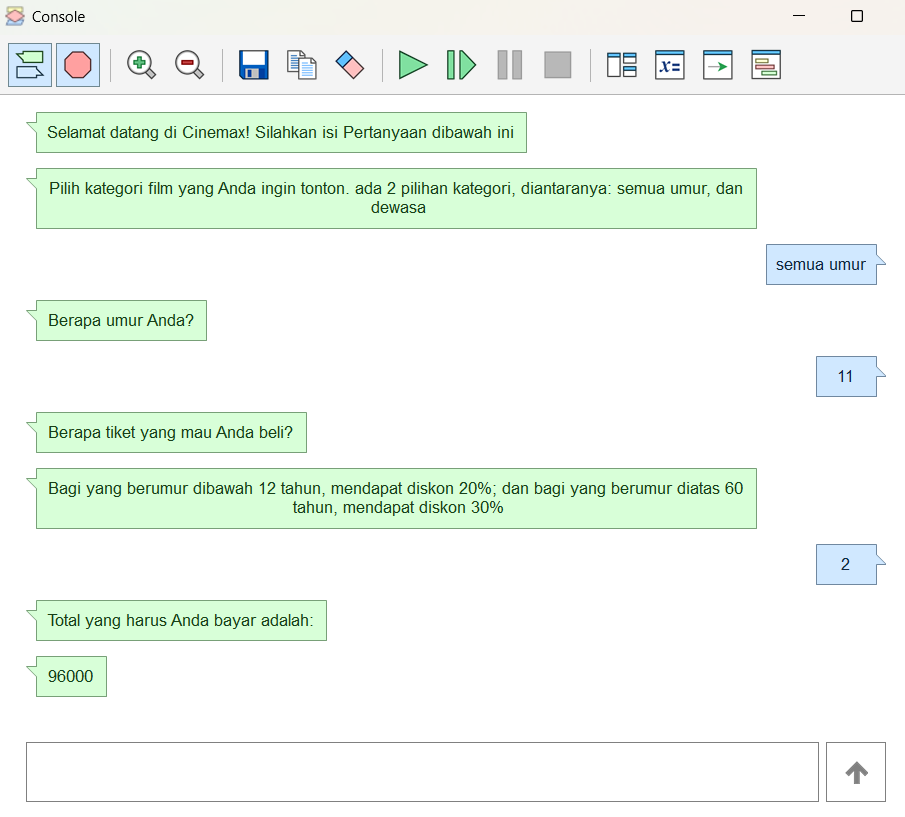 Console
Selamat datang di Cinemax! Silahkan isi Pertanyaan dibawah ini
Pilih kategori film yang Anda ingin tonton. ada 2 pilihan kategori, diantaranya: semua umur, dan
dewasa
semua umur
Berapa umur Anda?
11
Berapa tiket yang mau Anda beli?
Bagi yang berumur dibawah 12 tahun, mendapat diskon 20%; dan bagi yang berumur diatas 60
tahun, mendapat diskon 30%
2
Total yang harus Anda bayar adalah:
96000